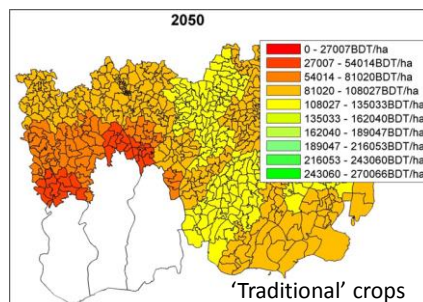 2050
0 - 27007BDT/ha
27007 - 54014BDT/ha
54014 - 81020BDT/ha
81020 - 108027BDT/ha
108027 - 135033BDT/ha
135033 - 162040BDT/ha
162040 - 189047BDT/ha
189047 - 216053BDT/ha
216053 - 243060BDT/ha
243060 - 270066BDT/ha
'Traditional' crops